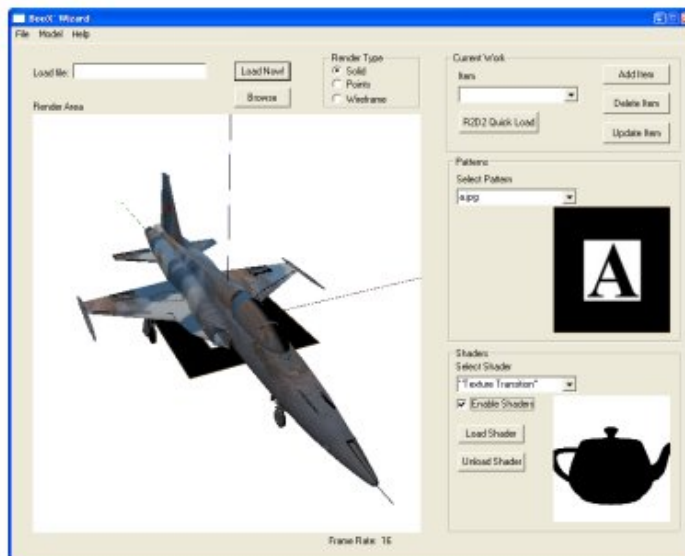 BeeX' Wizard
File Model Help
Load file:
Load Now!
Browse
Render Type
Solid
Points
Wireframe
Render Area
Frame Rate: 16
Current Work
Item
Add Item
Delete Item
R2D2 Quick Load
Update Item
Patterns
Select Pattern
a.jpg
A
Shaders
Select Shader
"Texture Transition"
Enable Shaders
Load Shader
Unload Shader